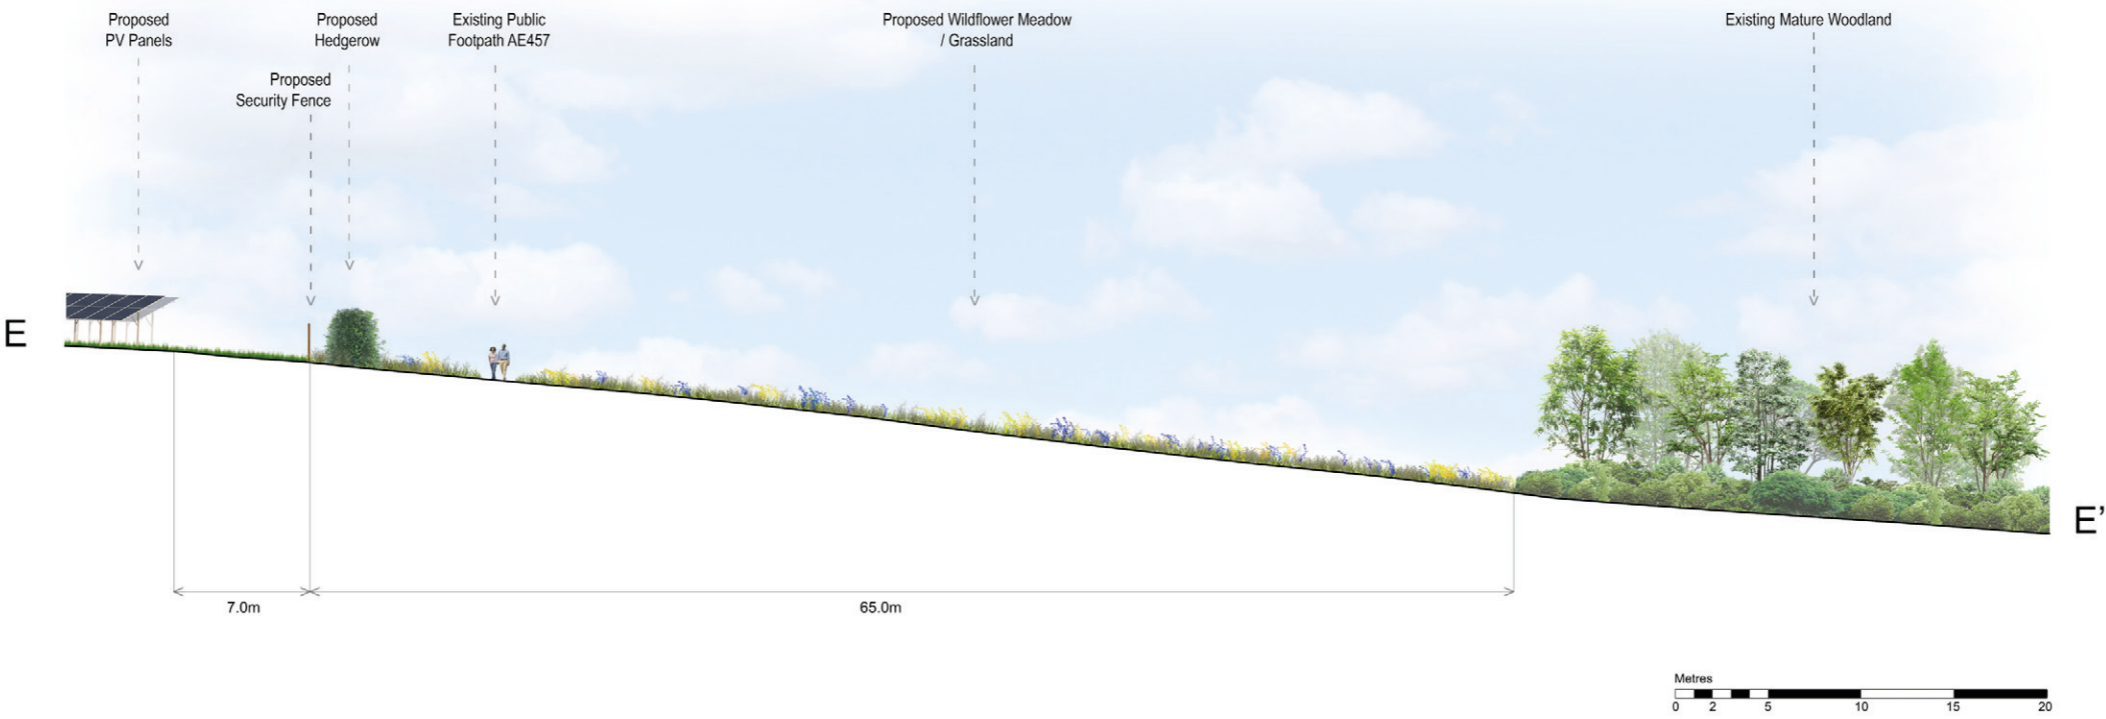 Proposed
PV Panels
Proposed
Hedgerow
Existing Public
Footpath AE457
Proposed Wildflower Meadow
/ Grassland
Existing Mature Woodland
Proposed
Security Fence
E
E’
7.0m
65.0m
Metres
0 2 5 10 15 20